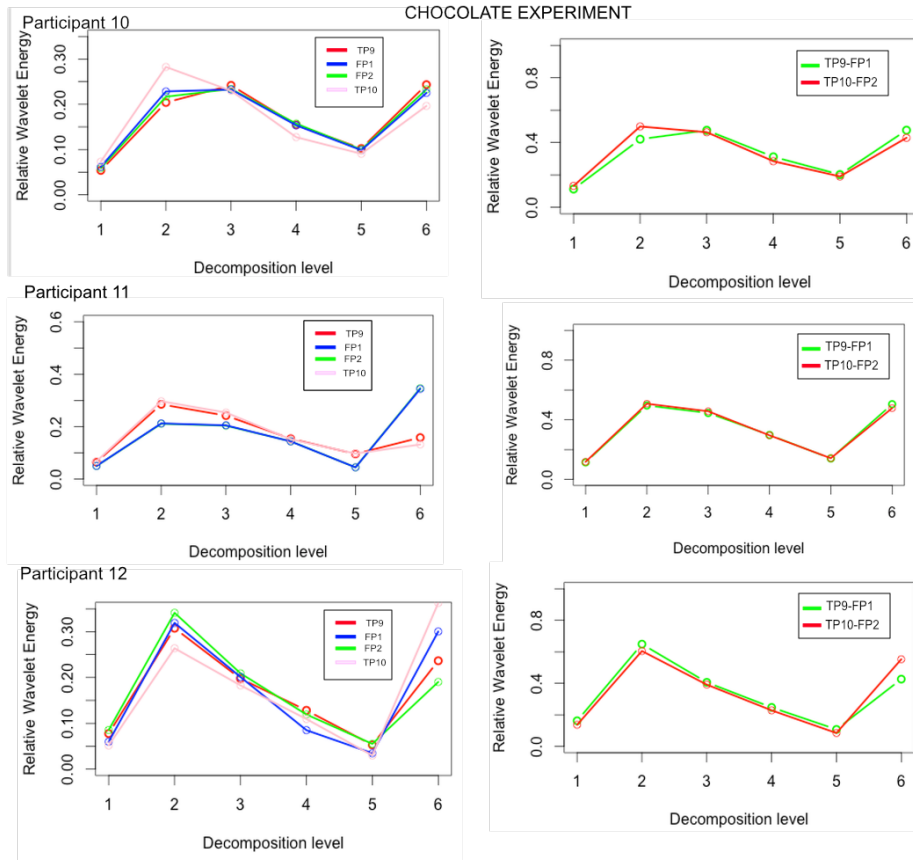 CHOCOLATE EXPERIMENT
Participant 10
Relative Wavelet Energy
0.30
0.20
0.10
0.00
TP9
FP1
FP2
TP10
1 2 3 4 5 6
Decomposition level
Relative Wavelet Energy
0.8
0.4
0.0
TP9-FP1
TP10-FP2
1 2 3 4 5 6
Decomposition level
Participant 11
Relative Wavelet Energy
0.6
0.4
0.2
0.0
TP9
FP1
FP2
TP10
1 2 3 4 5 6
Decomposition level
Relative Wavelet Energy
0.8
0.4
0.0
TP9-FP1
TP10-FP2
1 2 3 4 5 6
Decomposition level
Participant 12
Relative Wavelet Energy
0.30
0.20
0.10
0.00
TP9
FP1
FP2
TP10
1 2 3 4 5 6
Decomposition level
Relative Wavelet Energy
0.8
0.4
0.0
TP9-FP1
TP10-FP2
1 2 3 4 5 6
Decomposition level